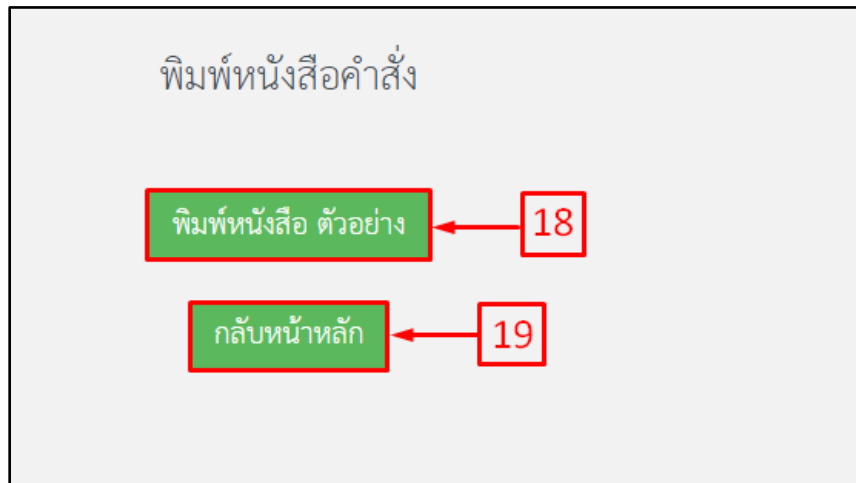 พิมพ์หนังสือคำสั่ง
พิมพ์หนังสือ ตัวอย่าง
18
กลับหน้าหลัก
19